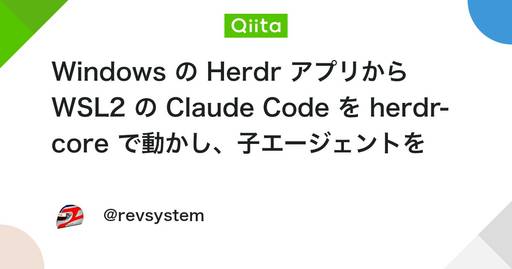 Qiita
Windows の Herdr アプリから
WSL2 の Claude Code を herdr-
core で動かし、子エージェントを
@revsystem